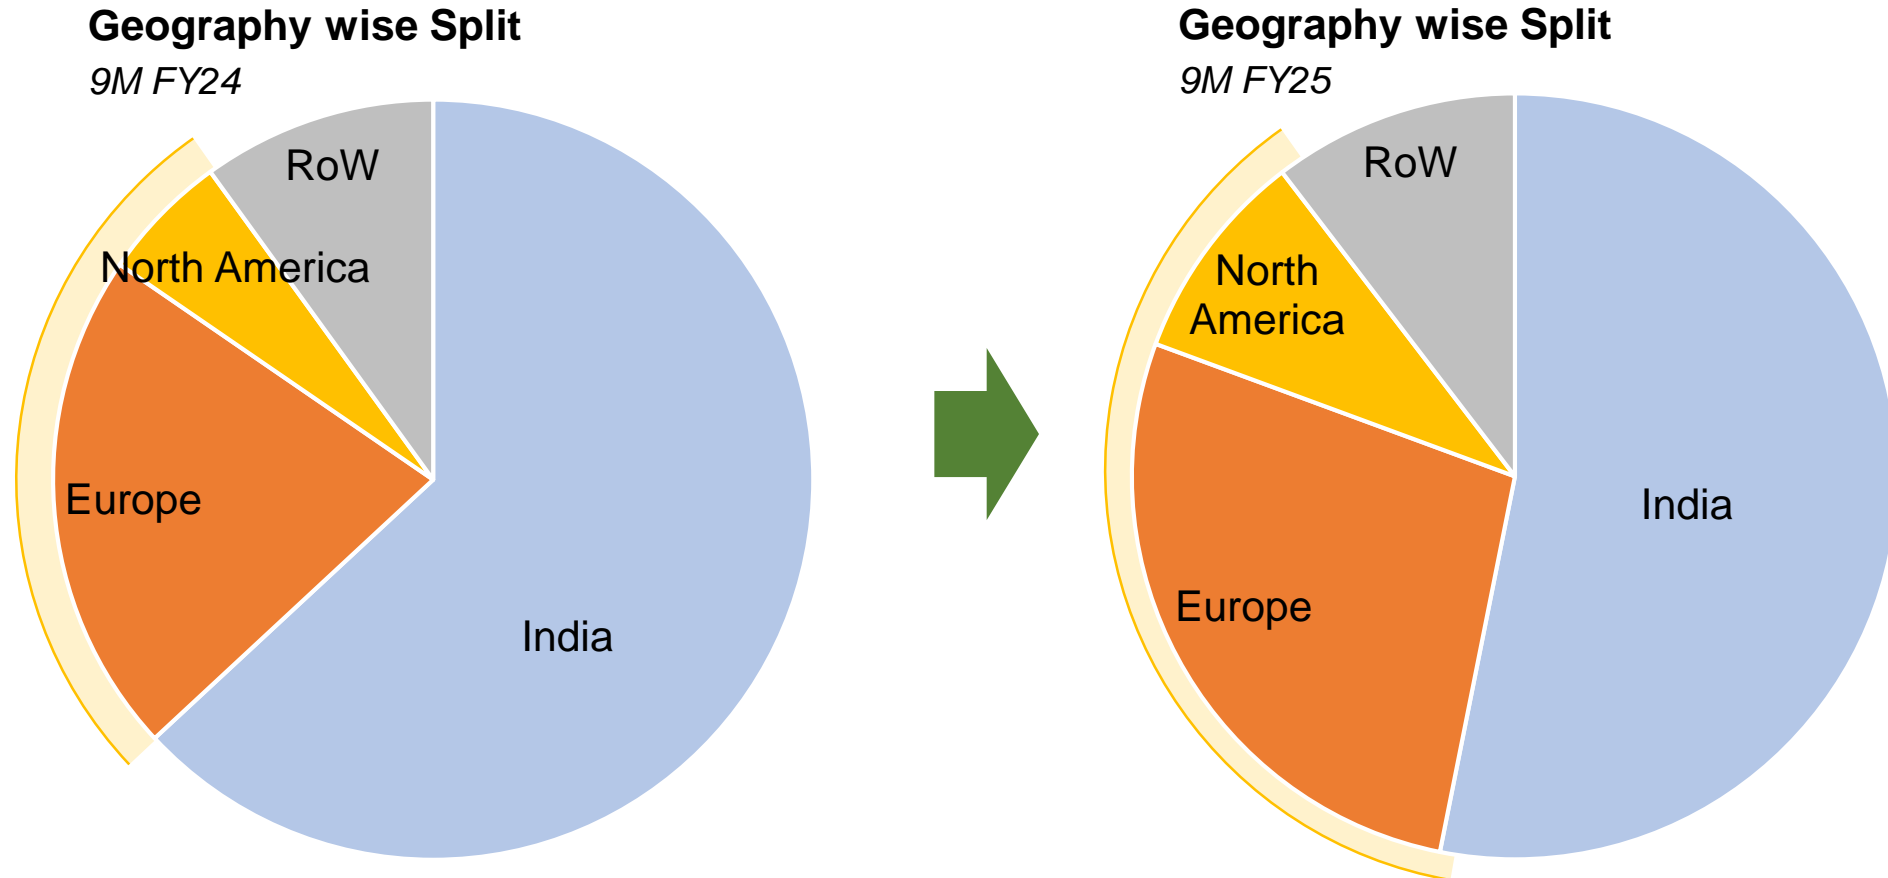 Geography wise Split
9M FY24
RoW
North America
Europe
India
Geography wise Split
9M FY25
RoW
North
America
India
Europe